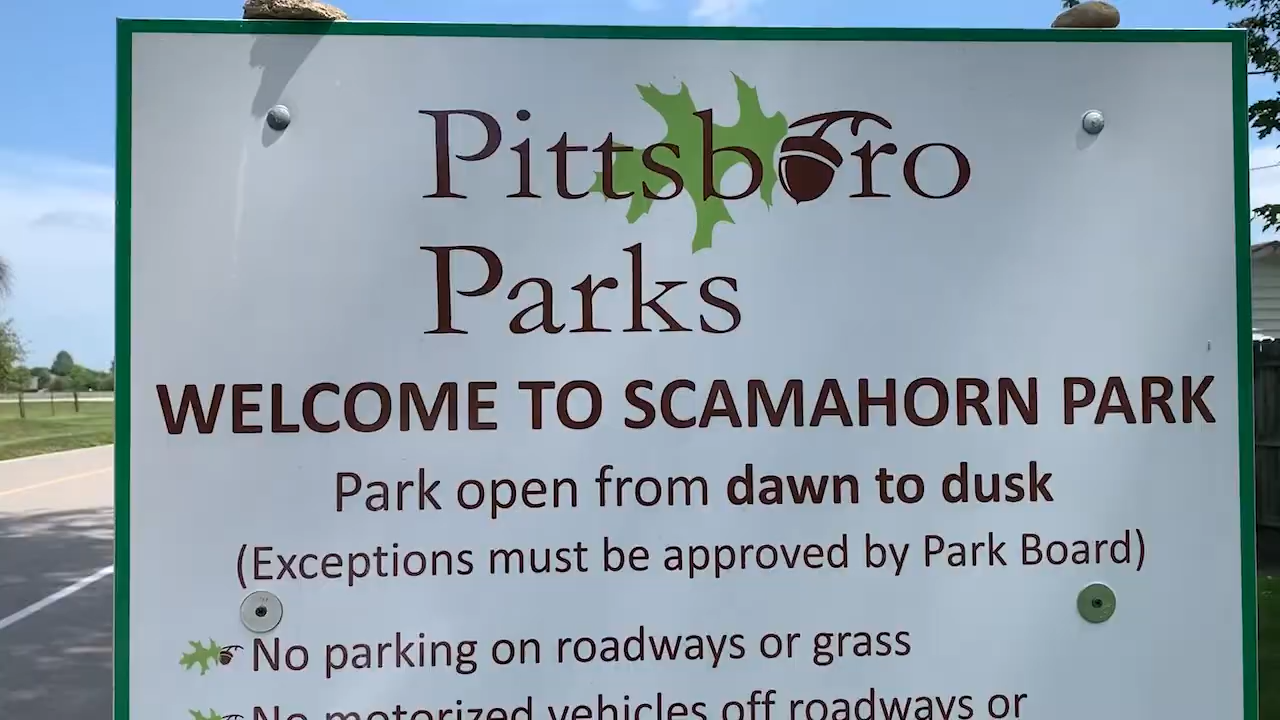 Pittsboro
Parks
WELCOME TO SCAMAHORN PARK
Park open from dawn to dusk
(Exceptions must be approved by Park Board)
No parking on roadways or grass
No motorized vehicles off roadways or